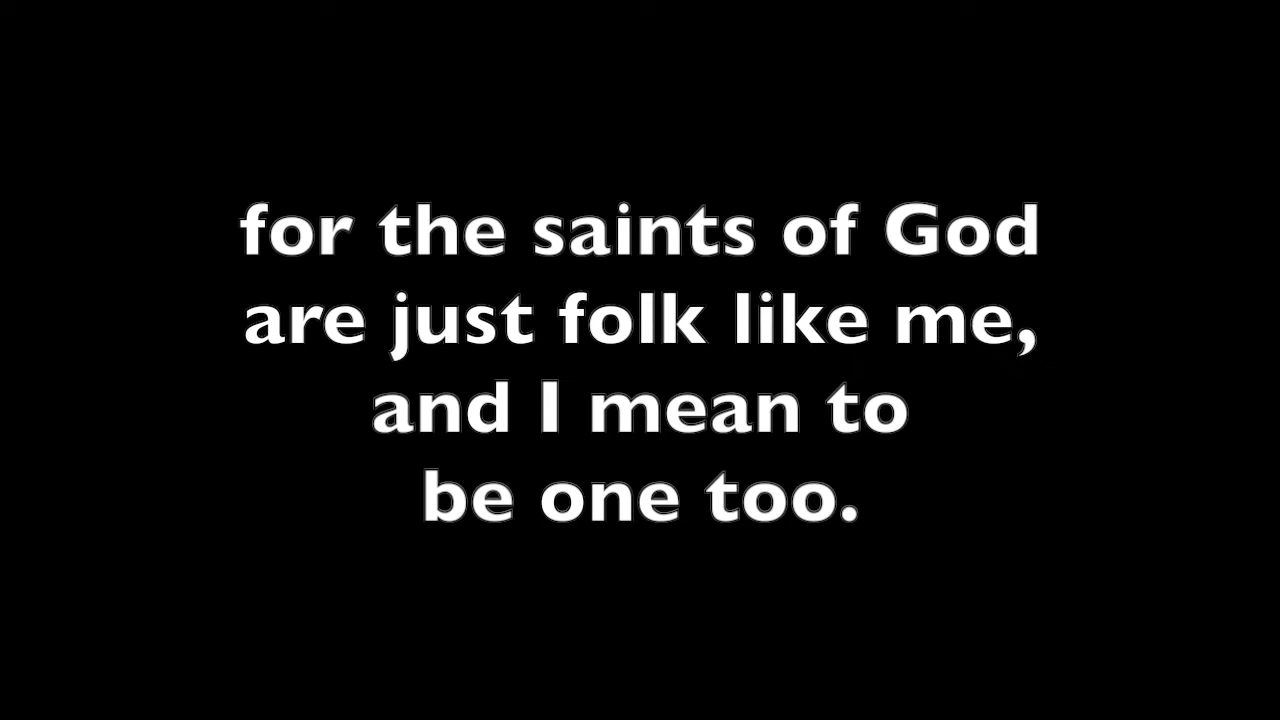 for the saints of God
are just folk like me,
and I mean to
be one too.